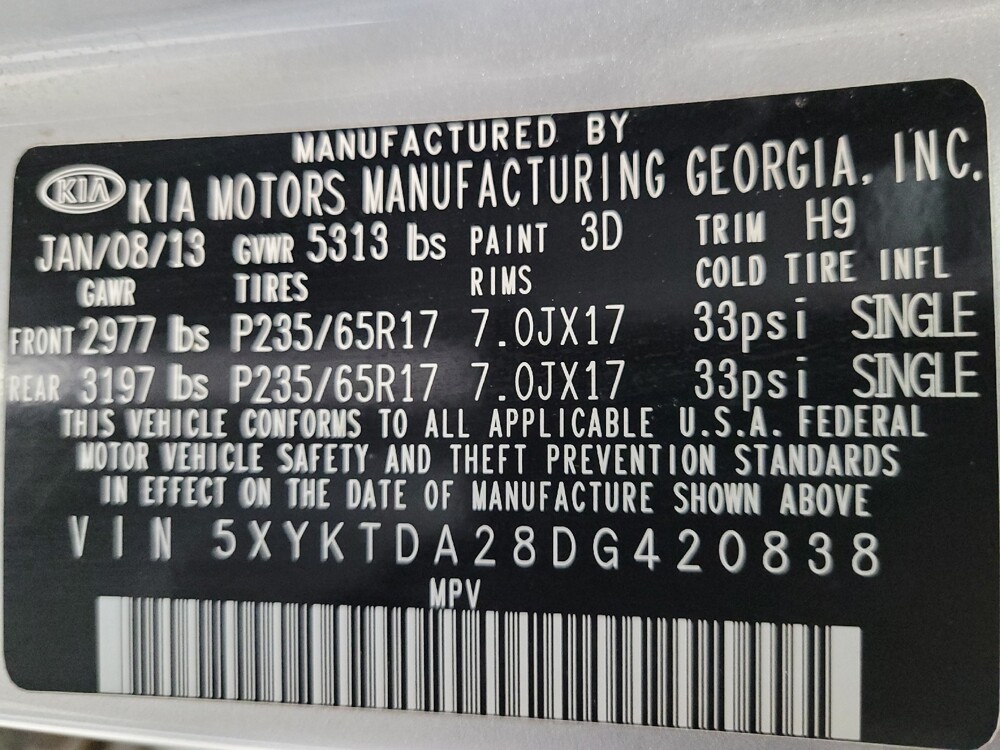 MANUFACTURED BY
KIA KIA MOTORS MANUFACTURING GEORGIA, INC.
JAN/08/13 GVWR 5313 lbs PAINT 3D TRIM H9
GAWR TIRES RIMS COLD TIRE INFL
FRONT 2977 lbs P235/65R17 7.0JX17 33psi SINGLE
REAR 3197 lbs P235/65R17 7.0JX17 33psi SINGLE
THIS VEHICLE CONFORMS TO ALL APPLICABLE U.S.A. FEDERAL
MOTOR VEHICLE SAFETY AND THEFT PREVENTION STANDARDS
IN EFFECT ON THE DATE OF MANUFACTURE SHOWN ABOVE
VIN 5XYKTDA28DG420838
MPV